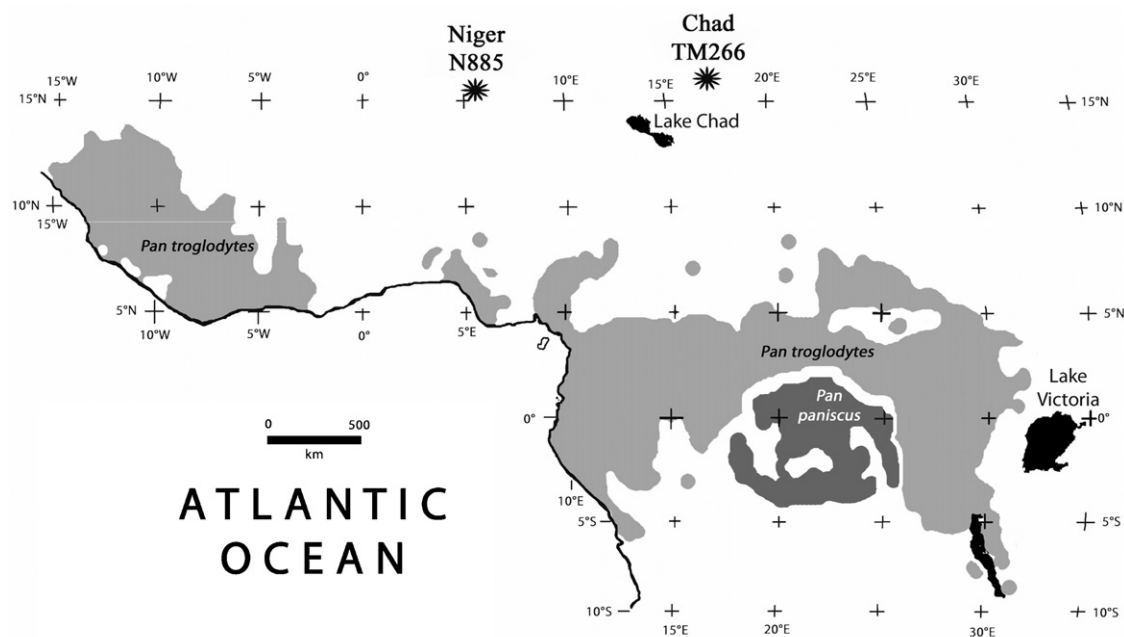 Niger
N885
Chad
TM266
15°W
10°W
5°W
0°
10°E
15°E
20°E
25°E
30°E
15°N
15°N
Lake Chad
10°N
15°W
10°N
Pan troglodytes
5°N
10°W
5°W
0°
5°E
5°N
Pan troglodytes
Pan
paniscus
Lake
Victoria
0°
0°
0 500
km
10°E
ATLANTIC
OCEAN
5°S
5°S
10°S
15°E
20°E
30°E
10°S